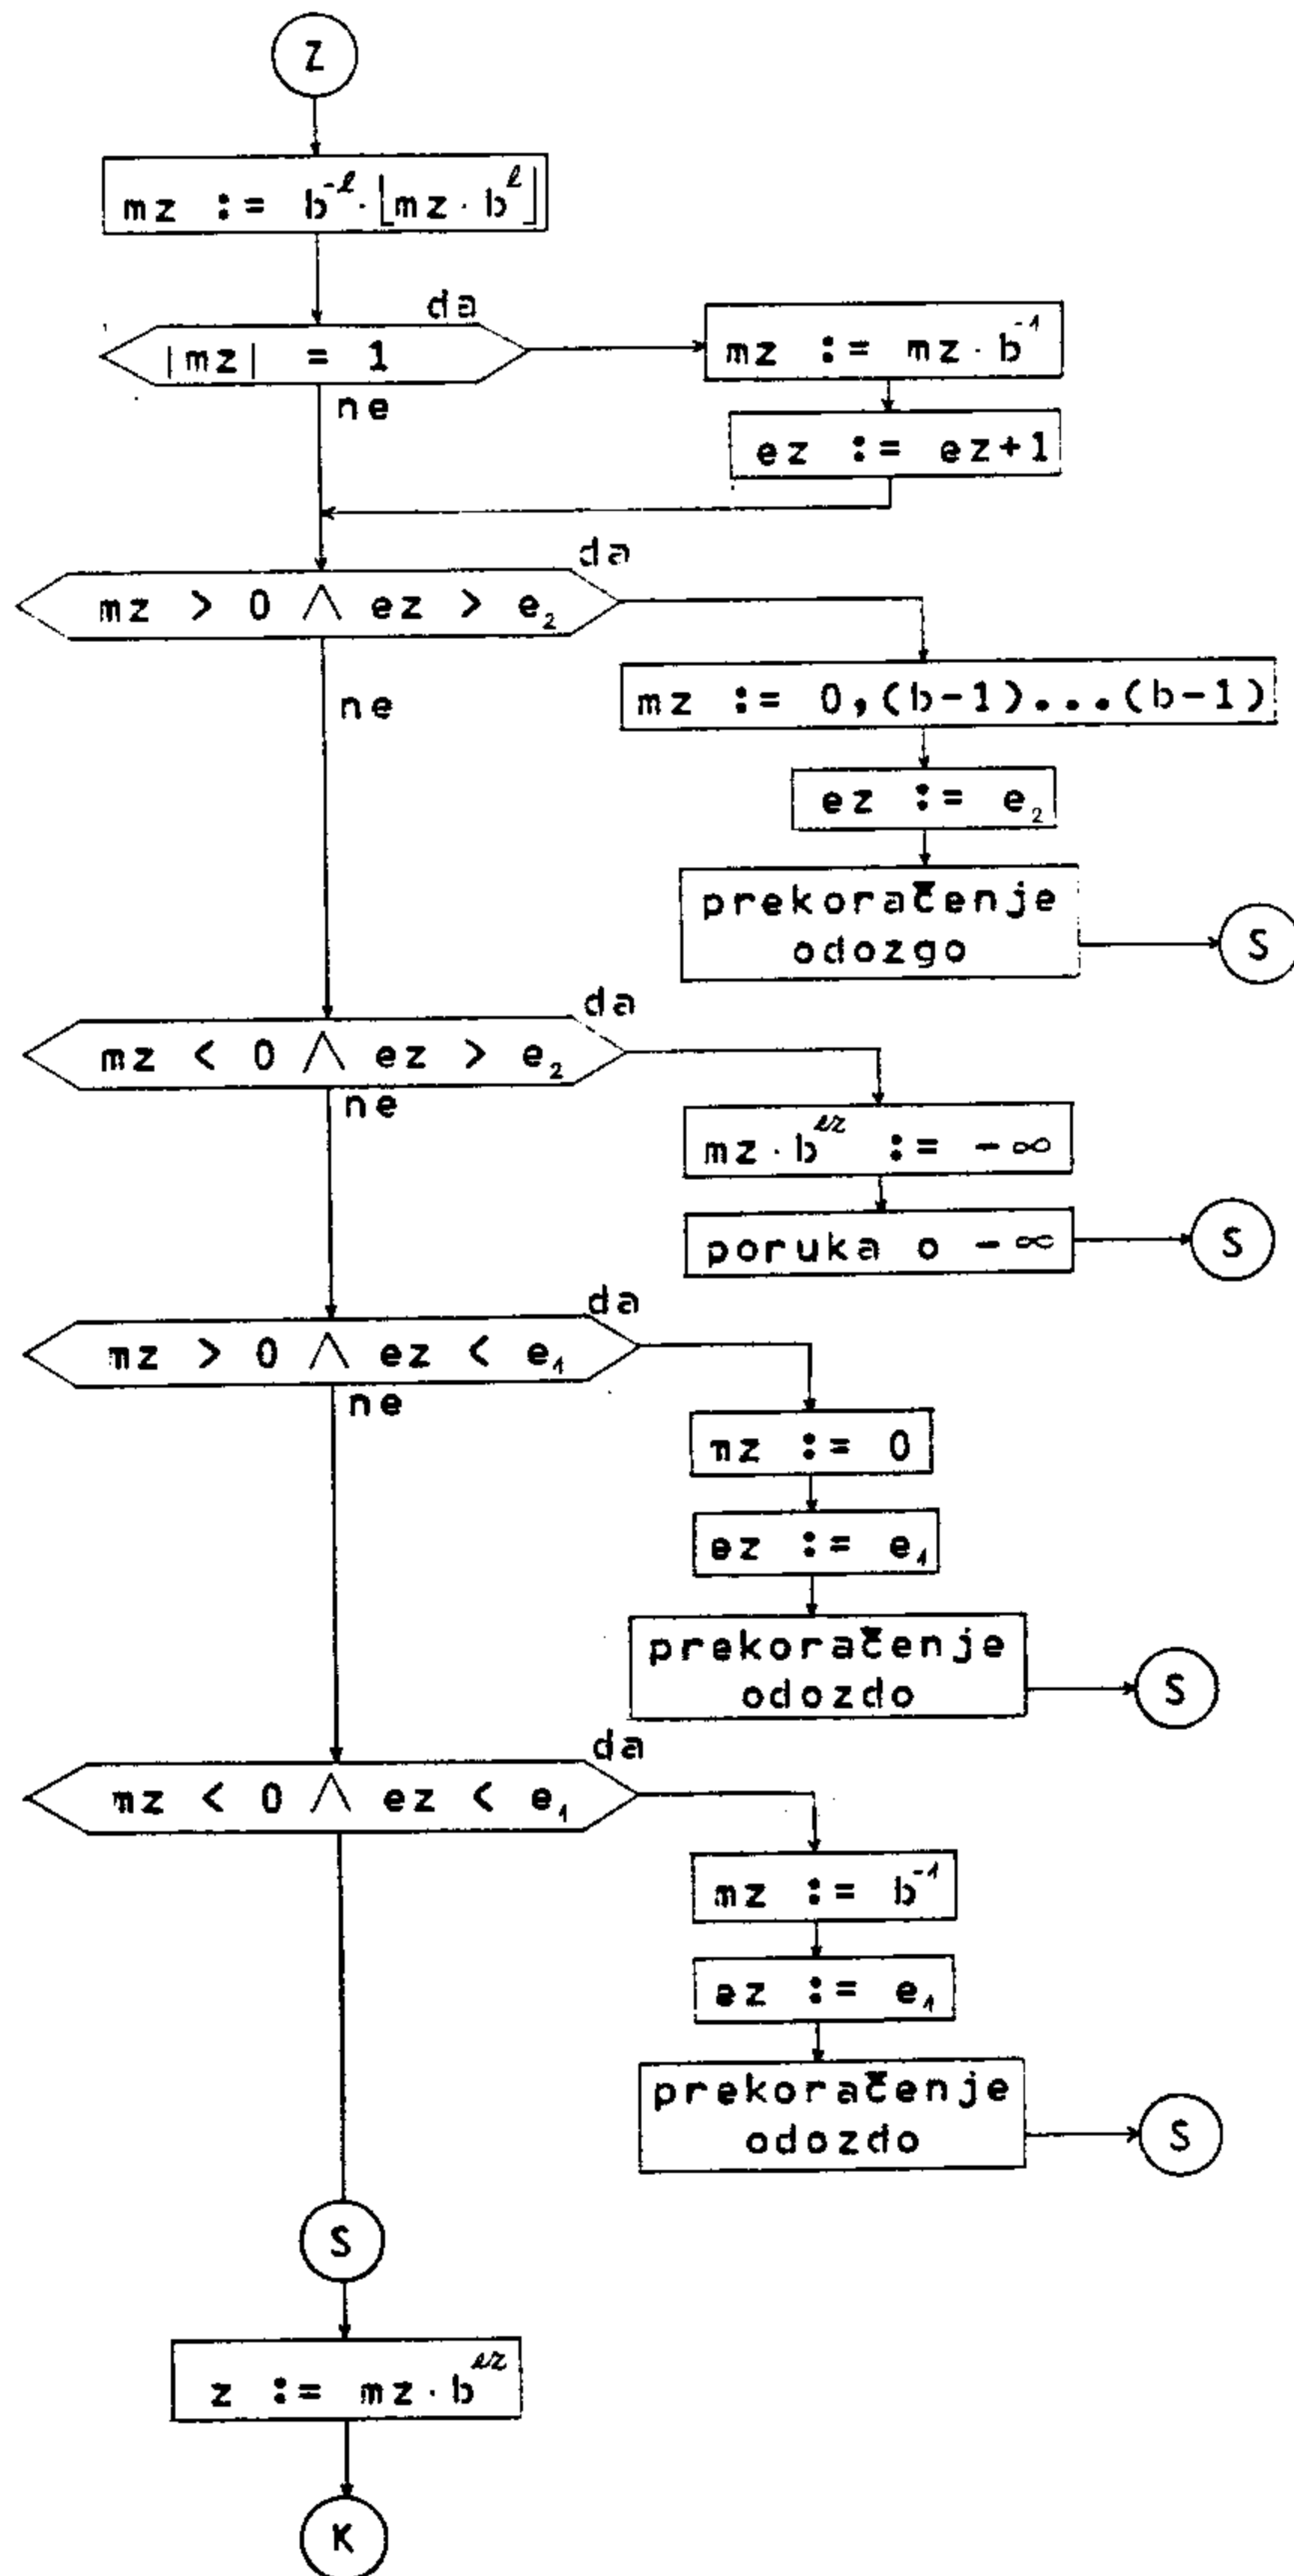 Z
mz := b⁻ˡ·⌊mz·bˡ⌋
da
|mz| = 1
mz := mz·b⁻¹
ne
ez := ez+1
da
mz > 0 ∧ ez > e₂
ne
mz := 0,(b-1)...(b-1)
ez := e₂
prekoračenje
odozgo
S
da
mz < 0 ∧ ez > e₂
ne
mz·bᵉᶻ := -∞
poruka o -∞
S
da
mz > 0 ∧ ez < e₁
ne
mz := 0
ez := e₁
prekoračenje
odozdo
S
da
mz < 0 ∧ ez < e₁
mz := b⁻¹
ez := e₁
prekoračenje
odozdo
S
S
z := mz·bᵉᶻ
K